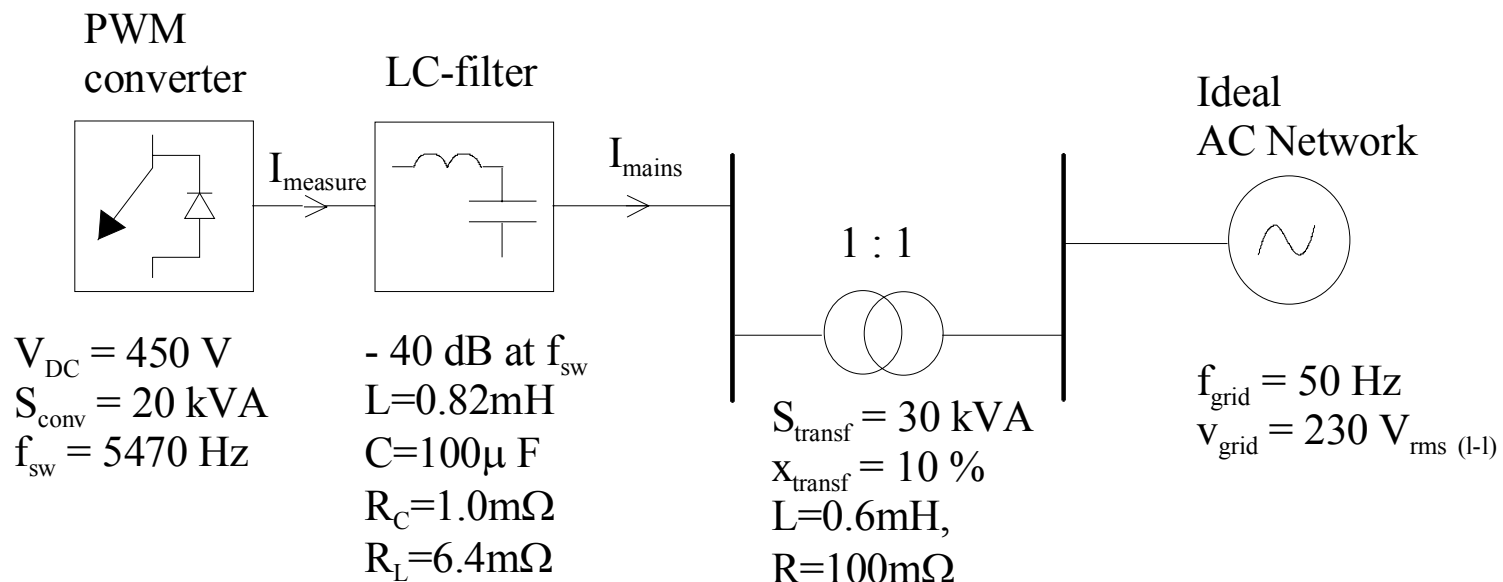 PWM
converter
LC-filter
Ideal
AC Network
I_measure
I_mains
1 : 1
V_DC = 450 V
S_conv = 20 kVA
f_sw = 5470 Hz
- 40 dB at f_sw
L=0.82mH
C=100μ F
R_C=1.0mΩ
R_L=6.4mΩ
S_transf = 30 kVA
x_transf = 10 %
L=0.6mH,
R=100mΩ
f_grid = 50 Hz
v_grid = 230 V_rms (l-l)